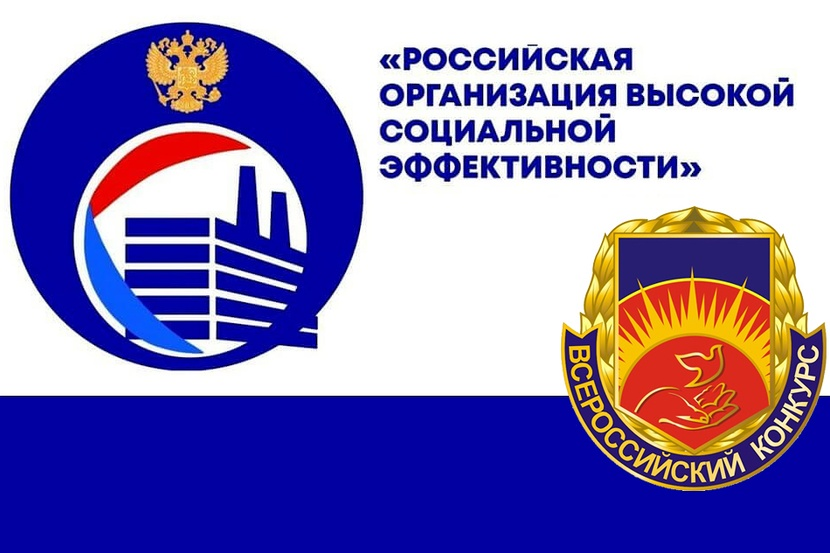 «РОССИЙСКАЯ
ОРГАНИЗАЦИЯ ВЫСОКОЙ
СОЦИАЛЬНОЙ
ЭФФЕКТИВНОСТИ»
ВСЕРОССИЙСКИЙ КОНКУРС